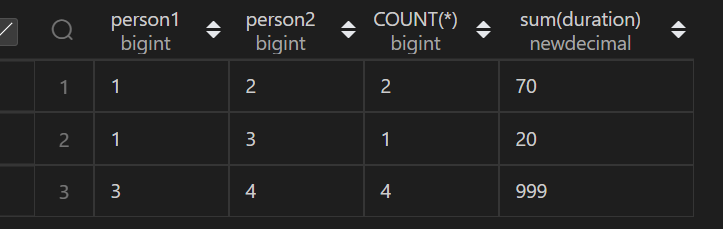 person1 person2 COUNT(*) sum(duration)
bigint bigint bigint newdecimal
1 1 2 2 70
2 1 3 1 20
3 3 4 4 999